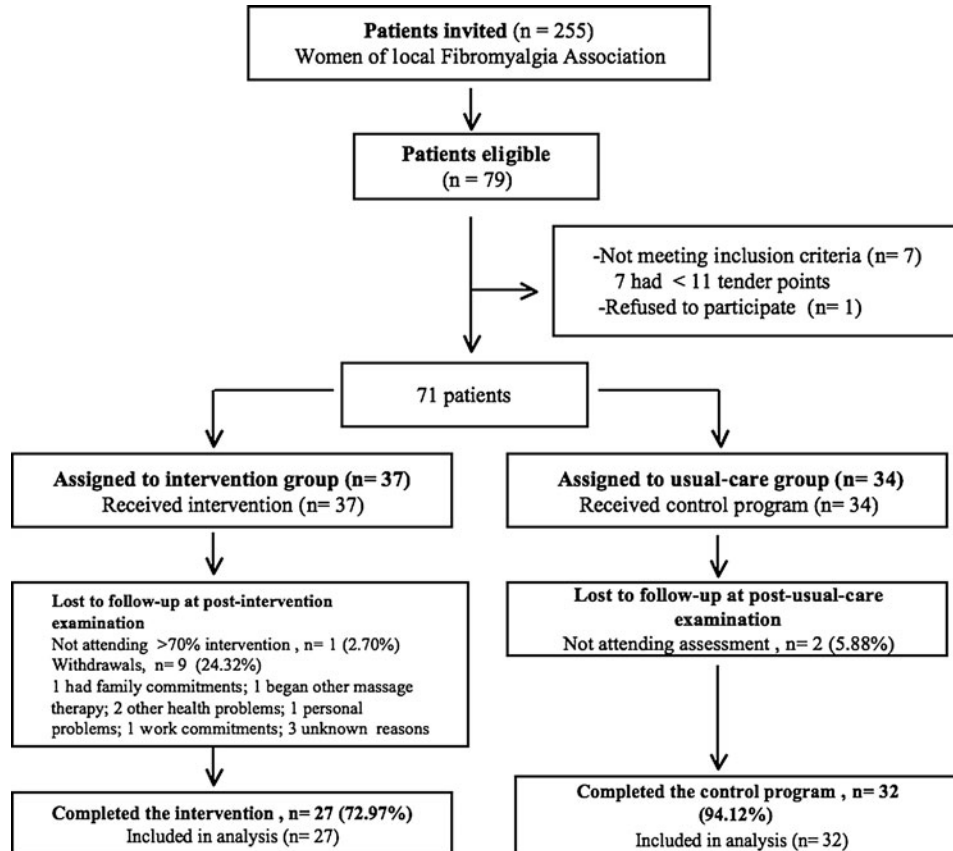 Patients invited (n = 255)
Women of local Fibromyalgia Association
Patients eligible
(n = 79)
-Not meeting inclusion criteria (n= 7)
7 had < 11 tender points
-Refused to participate (n= 1)
71 patients
Assigned to intervention group (n= 37)
Received intervention (n= 37)
Assigned to usual-care group (n= 34)
Received control program (n= 34)
Lost to follow-up at post-intervention
examination
Not attending >70% intervention , n= 1 (2.70%)
Withdrawals, n= 9 (24.32%)
1 had family commitments; 1 began other massage
therapy; 2 other health problems; 1 personal
problems; 1 work commitments; 3 unknown reasons
Lost to follow-up at post-usual-care
examination
Not attending assessment , n= 2 (5.88%)
Completed the intervention , n= 27 (72.97%)
Included in analysis (n= 27)
Completed the control program , n= 32
(94.12%)
Included in analysis (n= 32)